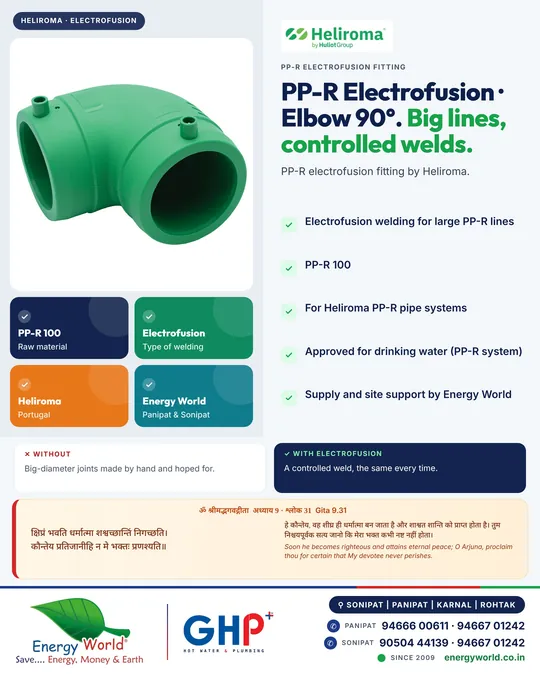 HELIROMA · ELECTROFUSION
Heliroma
by HuliotGroup
PP-R ELECTROFUSION FITTING
PP-R Electrofusion ·
Elbow 90°. Big lines,
controlled welds.
PP-R electrofusion fitting by Heliroma.
Electrofusion welding for large PP-R lines
PP-R 100
For Heliroma PP-R pipe systems
Approved for drinking water (PP-R system)
Supply and site support by Energy World
PP-R 100
Raw material
Electrofusion
Type of welding
Heliroma
Portugal
Energy World
Panipat & Sonipat
✕ WITHOUT
Big-diameter joints made by hand and hoped for.
✓ WITH ELECTROFUSION
A controlled weld, the same every time.
ॐ श्रीमद्भगवद्गीता अध्याय 9 · श्लोक 31 Gita 9.31
क्षिप्रं भवति धर्मात्मा शश्वच्छान्तिं निगच्छति।
कौन्तेय प्रतिजानीहि न मे भक्तः प्रणश्यति॥
हे कौन्तेय, वह शीघ्र ही धर्मात्मा बन जाता है और शाश्वत शान्ति को प्राप्त होता है। तुम
निश्चयपूर्वक सत्य जानो कि मेरा भक्त कभी नष्ट नहीं होता।
Soon he becomes righteous and attains eternal peace; O Arjuna, proclaim
thou for certain that My devotee never perishes.
Energy World
Save.... Energy, Money & Earth
GHP+
HOT WATER & PLUMBING
SONIPAT | PANIPAT | KARNAL | ROHTAK
PANIPAT 94666 00611 · 94667 01242
SONIPAT 90504 44139 · 94667 01242
SINCE 2009 energyworld.co.in